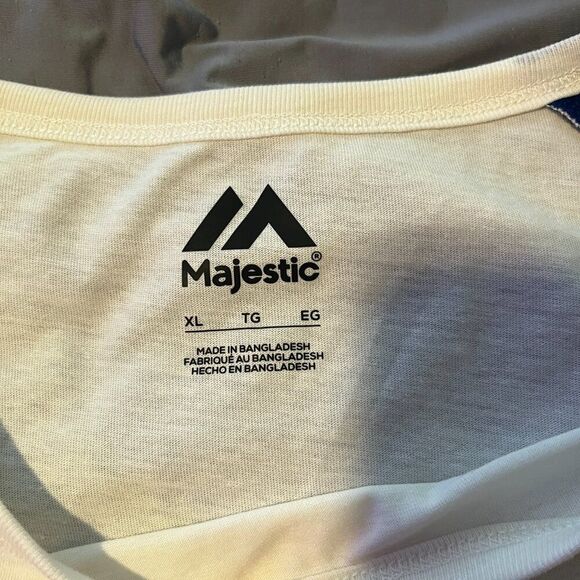 Majestic®
XL TG EG
MADE IN BANGLADESH
FABRIQUÉ AU BANGLADESH
HECHO EN BANGLADESH